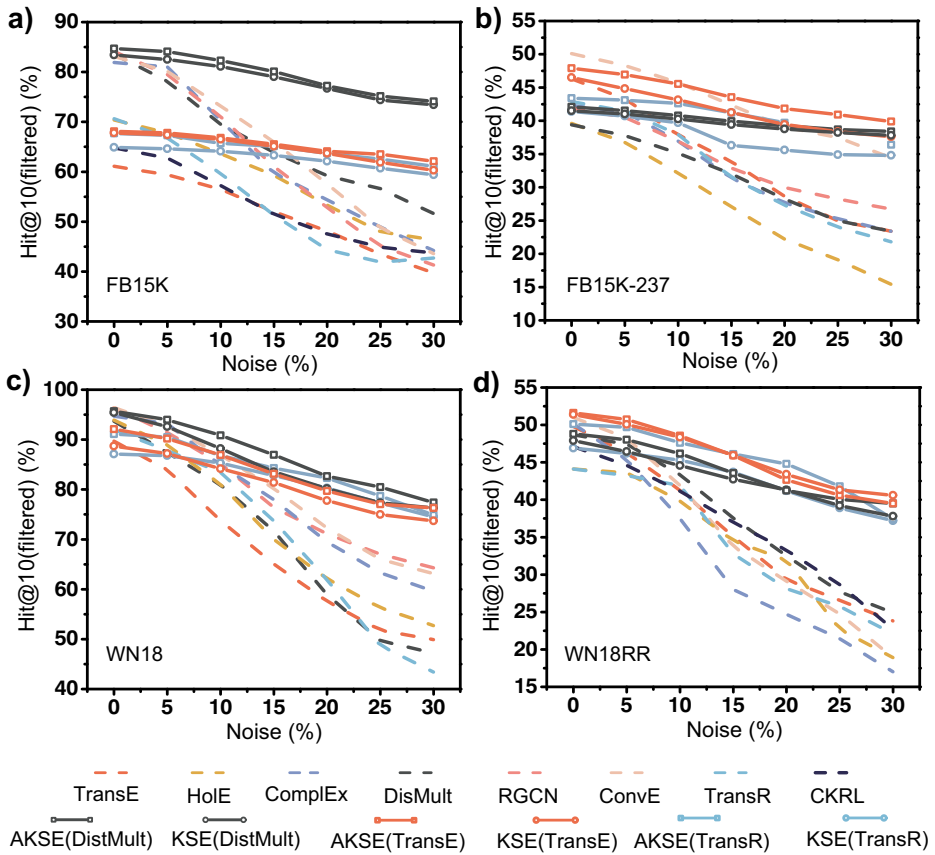 a)
Hit@10(filtered) (%)
90
80
70
60
50
40
30
FB15K
0 5 10 15 20 25 30
Noise (%)
b)
Hit@10(filtered) (%)
55
50
45
40
35
30
25
20
15
10
FB15K-237
0 5 10 15 20 25 30
Noise (%)
c)
Hit@10(filtered) (%)
100
90
80
70
60
50
40
WN18
0 5 10 15 20 25 30
Noise (%)
d)
Hit@10(filtered) (%)
55
50
45
40
35
30
25
20
15
WN18RR
0 5 10 15 20 25 30
Noise (%)
TransE HolE ComplEx DisMult RGCN ConvE TransR CKRL
AKSE(DistMult) KSE(DistMult) AKSE(TransE) KSE(TransE) AKSE(TransR) KSE(TransR)